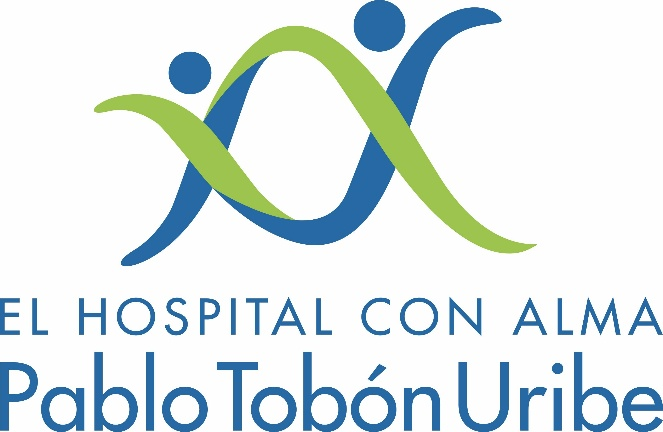 EL HOSPITAL CON ALMA
Pablo Tobón Uribe